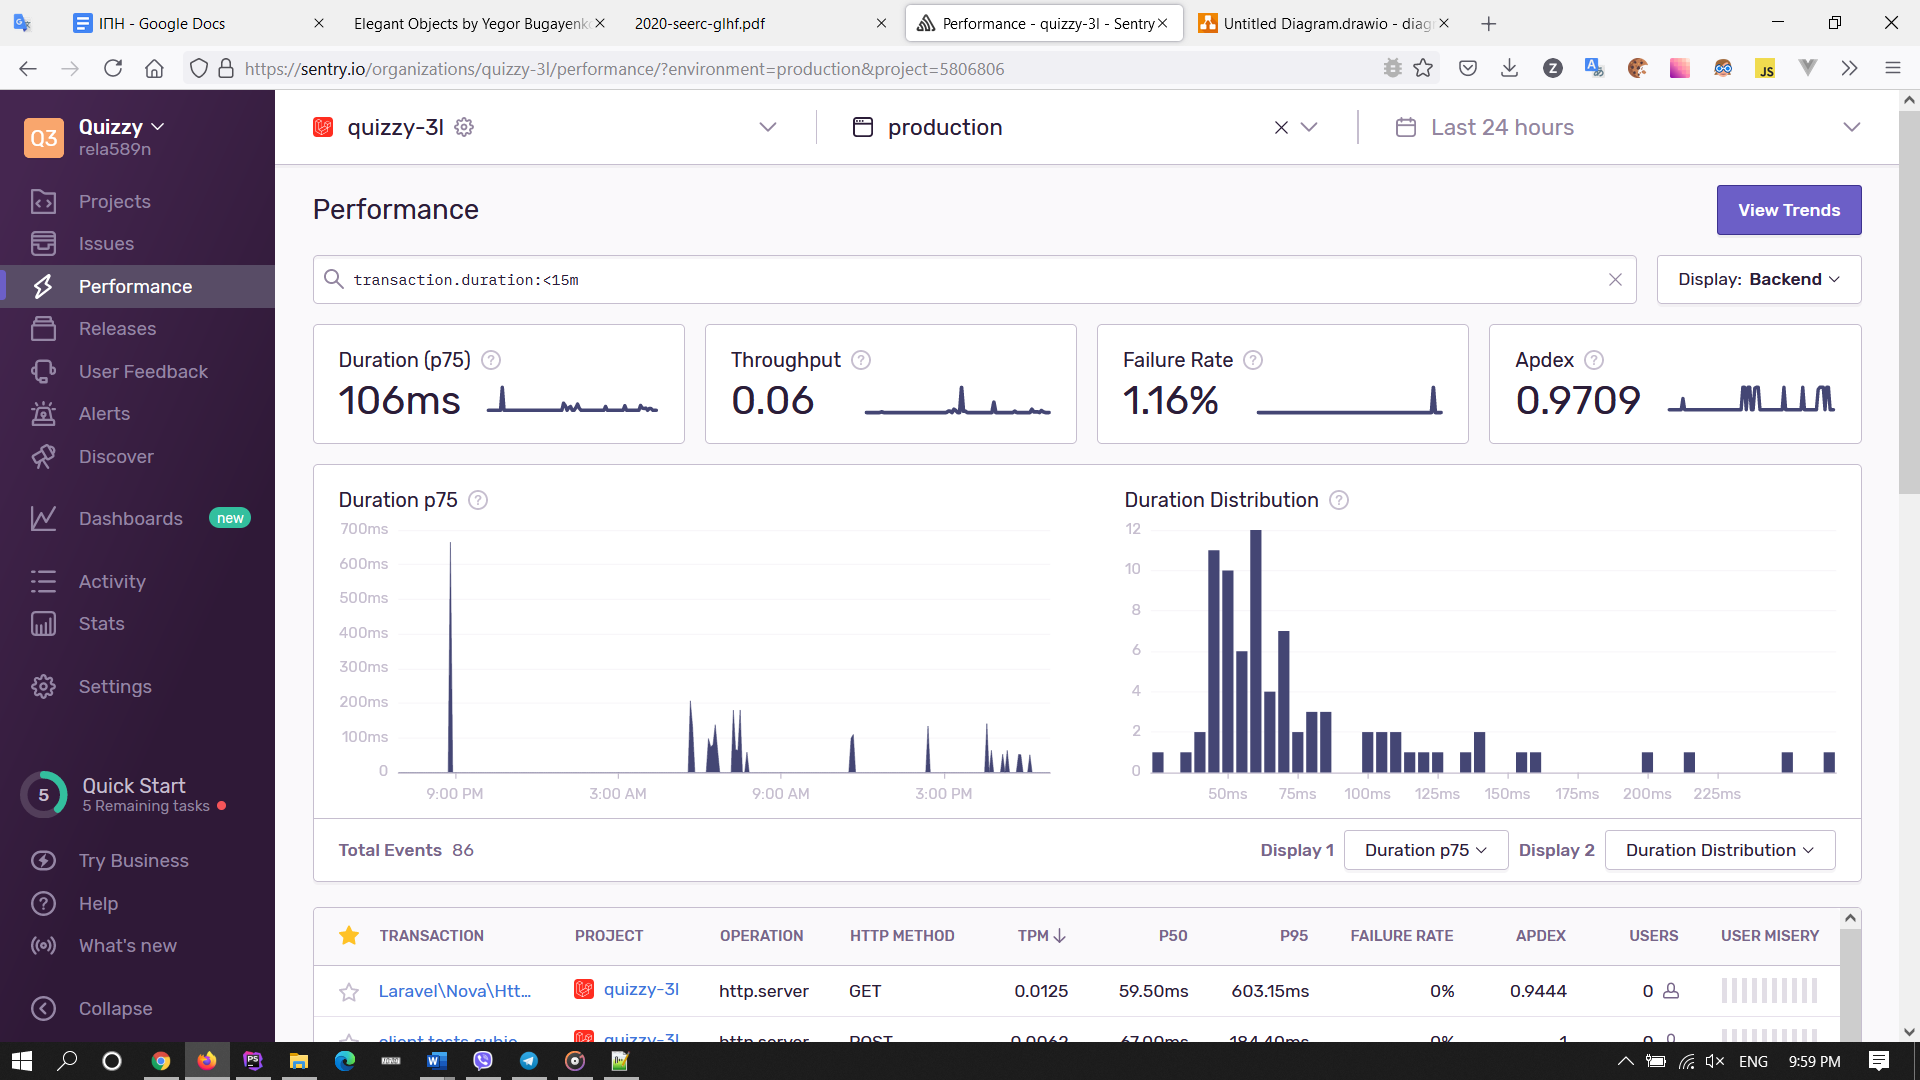 ІПН - Google Docs
Elegant Objects by Yegor Bugayenko
2020-seerc-glhf.pdf
Performance - quizzy-3l - Sentry
Untitled Diagram.drawio - diag
https://sentry.io/organizations/quizzy-3l/performance/?environment=production&project=5806806
Q3
Quizzy
rela589n
Projects
Issues
Performance
Releases
User Feedback
Alerts
Discover
Dashboards new
Activity
Stats
Settings
5
Quick Start
5 Remaining tasks
Try Business
Help
What's new
Collapse
quizzy-3l
production
Last 24 hours
Performance
View Trends
transaction.duration:<15m
Display: Backend
Duration (p75)
106ms
Throughput
0.06
Failure Rate
1.16%
Apdex
0.9709
Duration p75
700ms
600ms
500ms
400ms
300ms
200ms
100ms
0
9:00 PM 3:00 AM 9:00 AM 3:00 PM
Duration Distribution
12
10
8
6
4
2
0
50ms 75ms 100ms 125ms 150ms 175ms 200ms 225ms
Total Events 86
Display 1 Duration p75 Display 2 Duration Distribution
TRANSACTION PROJECT OPERATION HTTP METHOD TPM P50 P95 FAILURE RATE APDEX USERS USER MISERY
Laravel\Nova\Htt... quizzy-3l http.server GET 0.0125 59.50ms 603.15ms 0% 0.9444 0
client.tests.subje... quizzy-3l http.server POST 0.0062 67.00ms 184.40ms 0% 1 0
ENG
9:59 PM